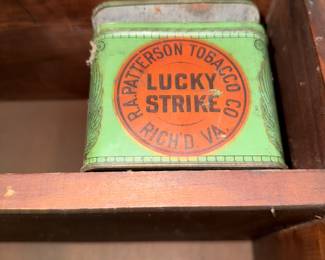 R.A. PATTERSON TOBACCO CO
LUCKY
STRIKE
RICH'D. VA.